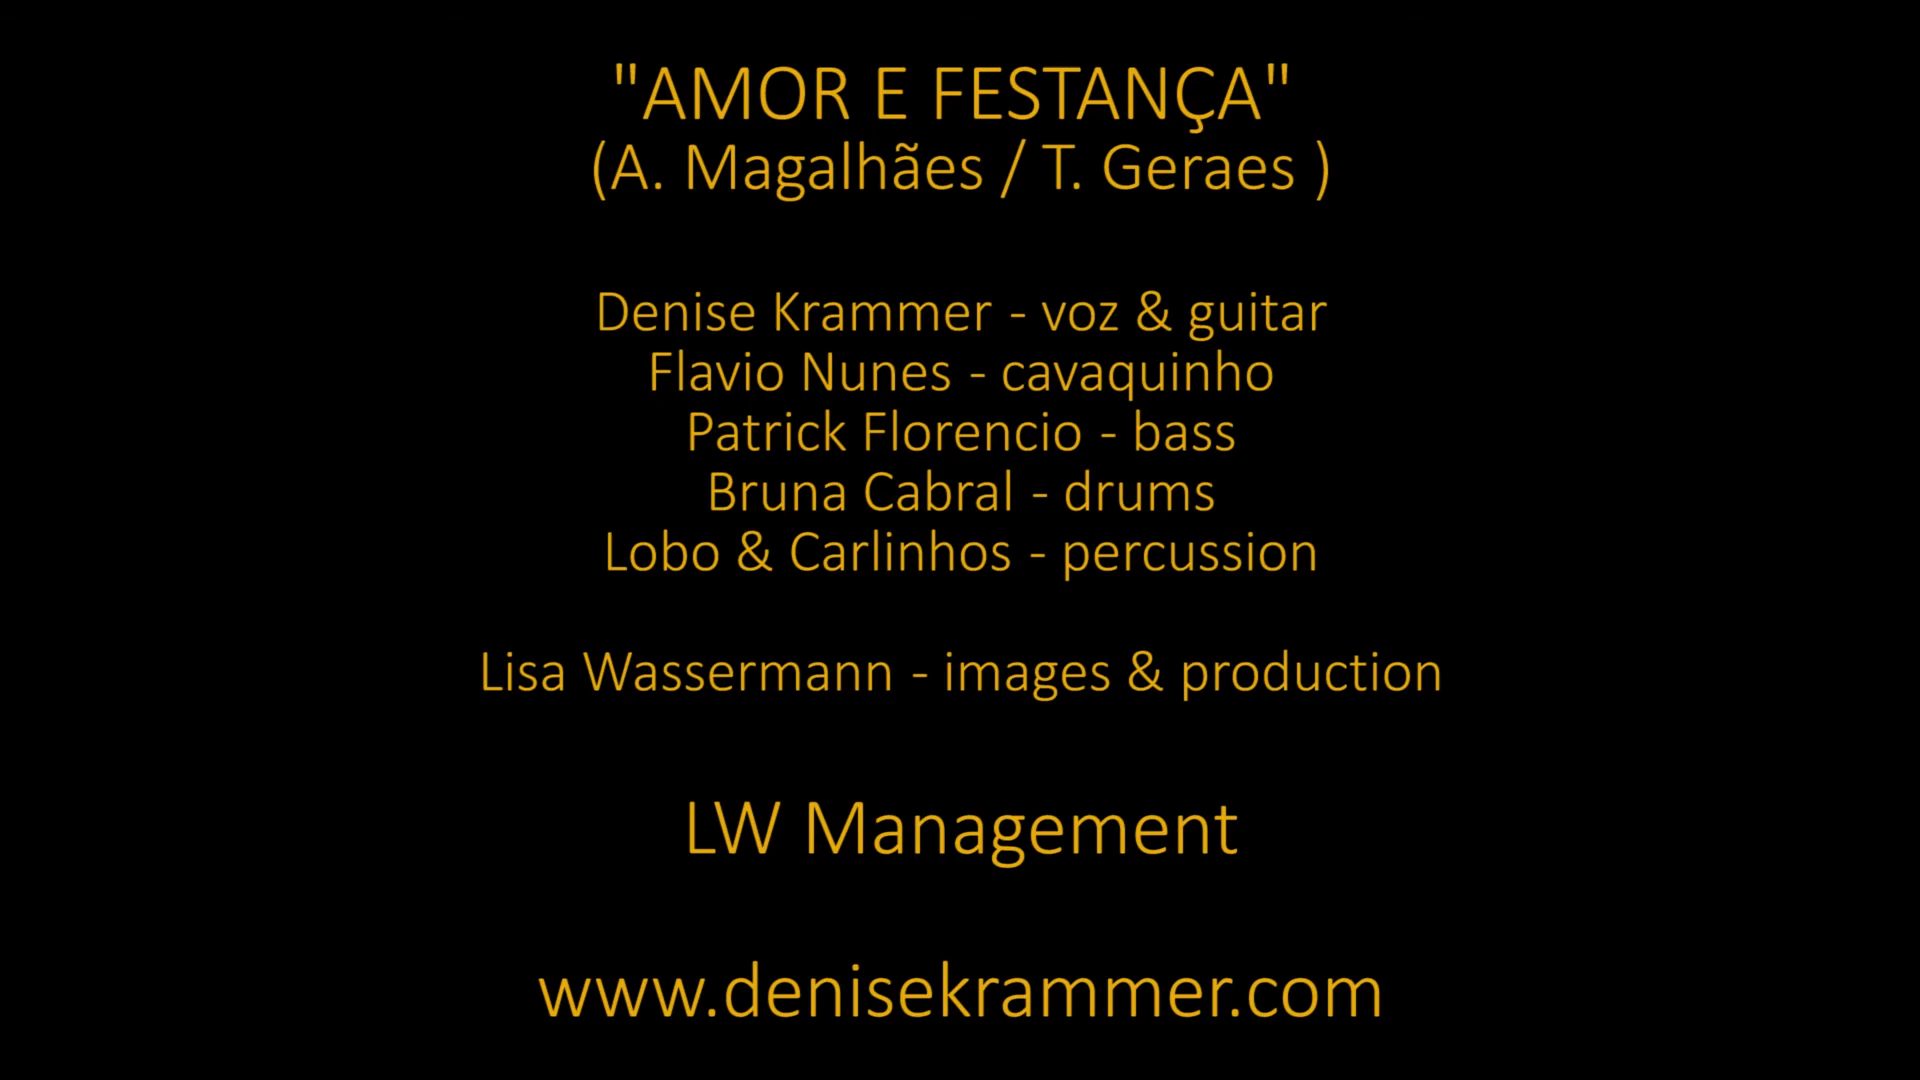 "AMOR E FESTANÇA"
(A. Magalhães / T. Geraes )
Denise Krammer - voz & guitar
Flavio Nunes - cavaquinho
Patrick Florencio - bass
Bruna Cabral - drums
Lobo & Carlinhos - percussion
Lisa Wassermann - images & production
LW Management
www.denisekrammer.com